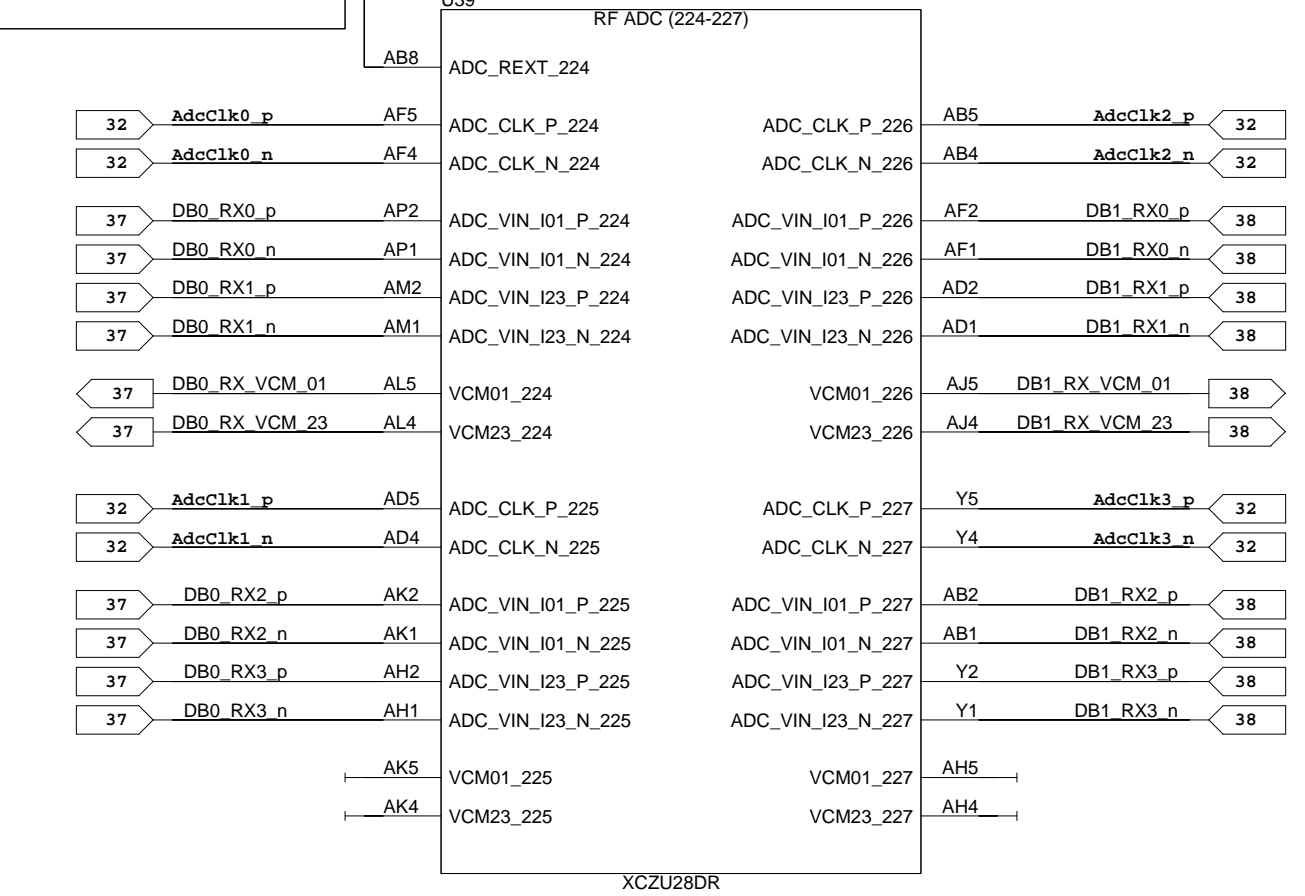 U39
RF ADC (224-227)
AB8 ADC_REXT_224
32 AdcClk0_p AF5 ADC_CLK_P_224 ADC_CLK_P_226 AB5 AdcClk2_p 32
32 AdcClk0_n AF4 ADC_CLK_N_224 ADC_CLK_N_226 AB4 AdcClk2_n 32
37 DB0_RX0_p AP2 ADC_VIN_I01_P_224 ADC_VIN_I01_P_226 AF2 DB1_RX0_p 38
37 DB0_RX0_n AP1 ADC_VIN_I01_N_224 ADC_VIN_I01_N_226 AF1 DB1_RX0_n 38
37 DB0_RX1_p AM2 ADC_VIN_I23_P_224 ADC_VIN_I23_P_226 AD2 DB1_RX1_p 38
37 DB0_RX1_n AM1 ADC_VIN_I23_N_224 ADC_VIN_I23_N_226 AD1 DB1_RX1_n 38
37 DB0_RX_VCM_01 AL5 VCM01_224 VCM01_226 AJ5 DB1_RX_VCM_01 38
37 DB0_RX_VCM_23 AL4 VCM23_224 VCM23_226 AJ4 DB1_RX_VCM_23 38
32 AdcClk1_p AD5 ADC_CLK_P_225 ADC_CLK_P_227 Y5 AdcClk3_p 32
32 AdcClk1_n AD4 ADC_CLK_N_225 ADC_CLK_N_227 Y4 AdcClk3_n 32
37 DB0_RX2_p AK2 ADC_VIN_I01_P_225 ADC_VIN_I01_P_227 AB2 DB1_RX2_p 38
37 DB0_RX2_n AK1 ADC_VIN_I01_N_225 ADC_VIN_I01_N_227 AB1 DB1_RX2_n 38
37 DB0_RX3_p AH2 ADC_VIN_I23_P_225 ADC_VIN_I23_P_227 Y2 DB1_RX3_p 38
37 DB0_RX3_n AH1 ADC_VIN_I23_N_225 ADC_VIN_I23_N_227 Y1 DB1_RX3_n 38
AK5 VCM01_225 VCM01_227 AH5
AK4 VCM23_225 VCM23_227 AH4
XCZU28DR